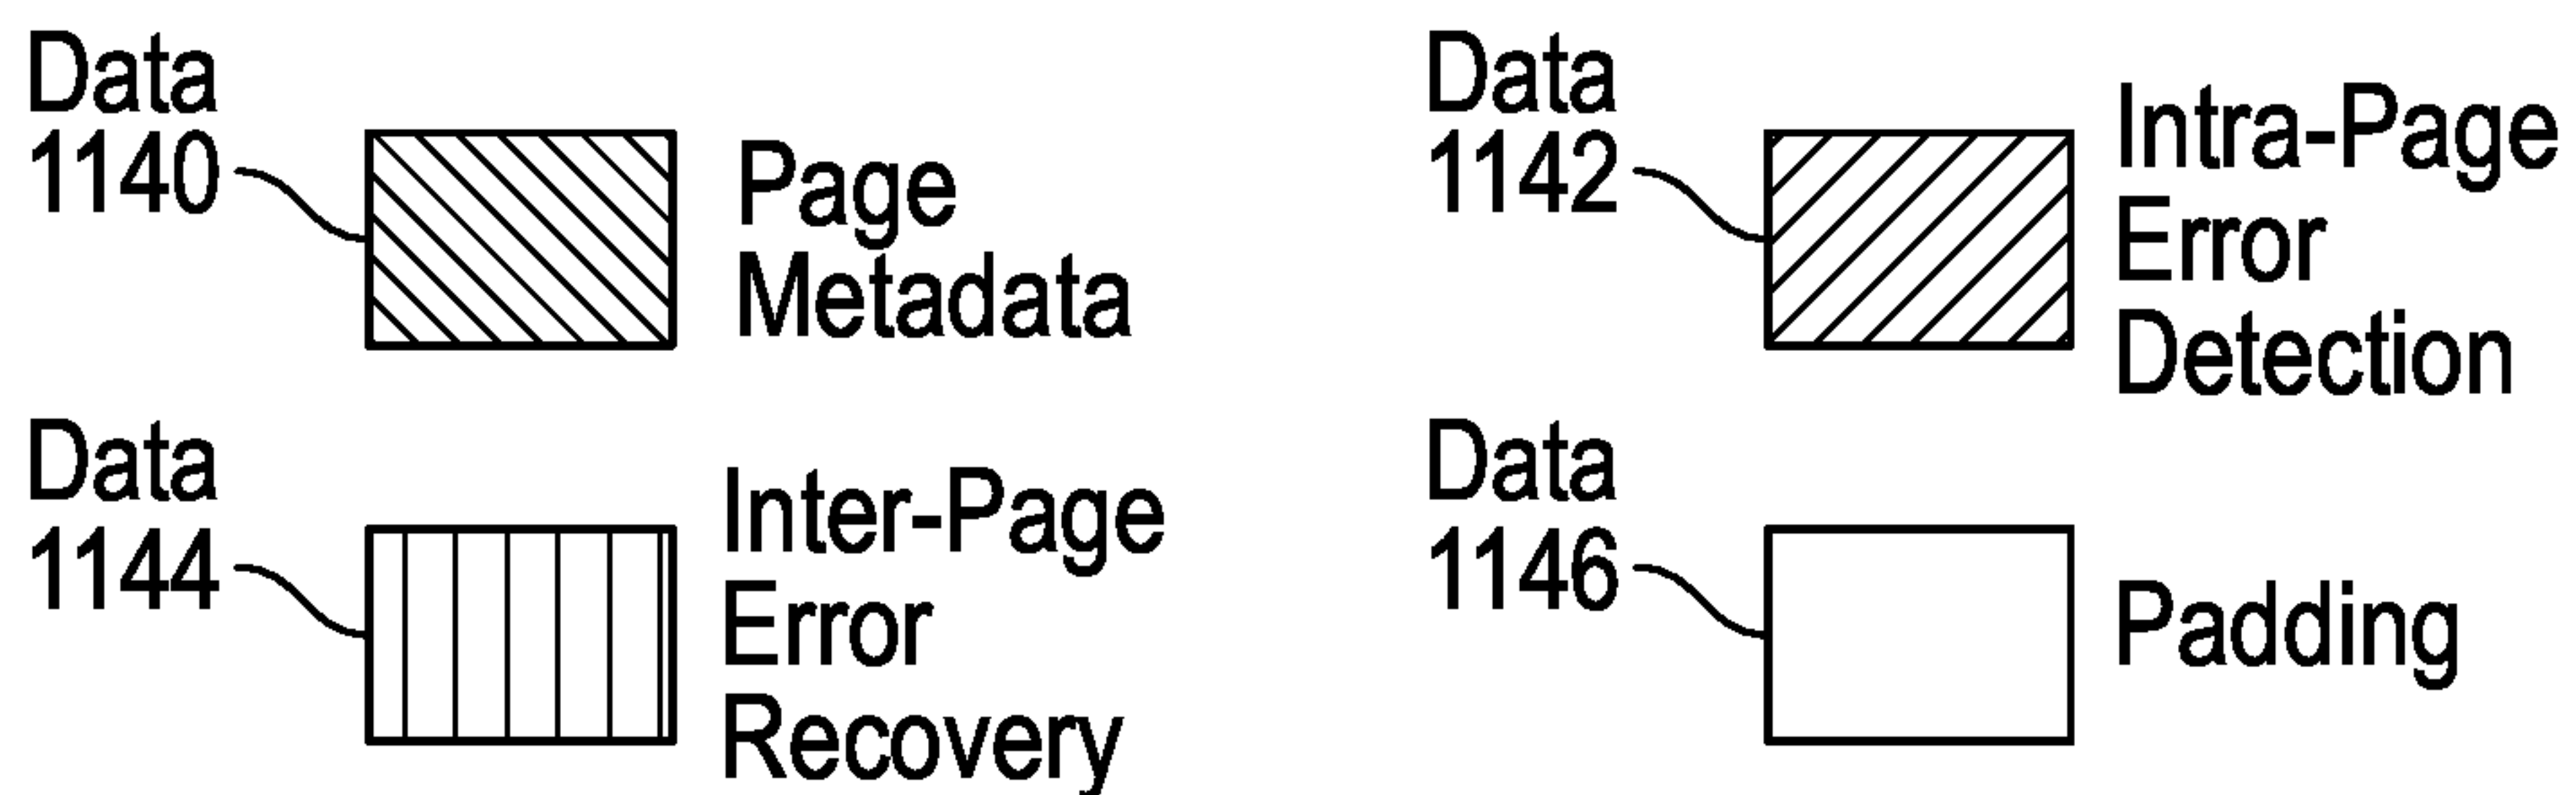 Data
1140
Page
Metadata
Data
1142
Intra-Page
Error
Detection
Data
1144
Inter-Page
Error
Recovery
Data
1146
Padding